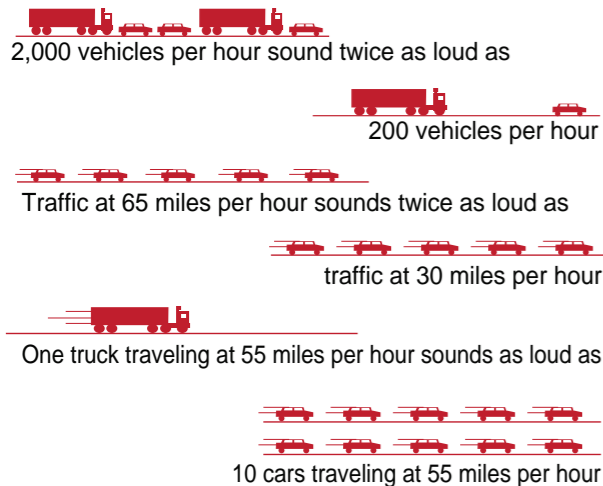 2,000 vehicles per hour sound twice as loud as
200 vehicles per hour
Traffic at 65 miles per hour sounds twice as loud as
traffic at 30 miles per hour
One truck traveling at 55 miles per hour sounds as loud as
10 cars traveling at 55 miles per hour